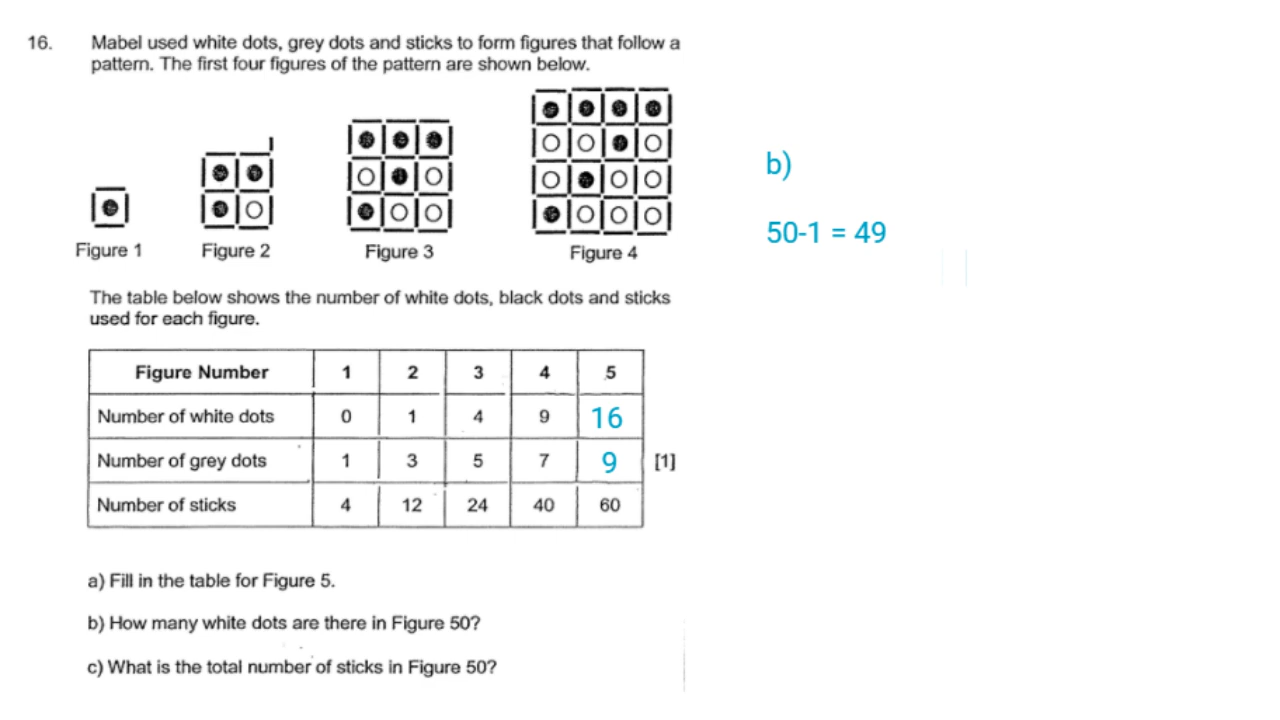 16. Mabel used white dots, grey dots and sticks to form figures that follow a
pattern. The first four figures of the pattern are shown below.
Figure 1 Figure 2 Figure 3 Figure 4
b)
50-1 = 49
The table below shows the number of white dots, black dots and sticks
used for each figure.
Figure Number 1 2 3 4 5
Number of white dots 0 1 4 9 16
Number of grey dots 1 3 5 7 9 [1]
Number of sticks 4 12 24 40 60
a) Fill in the table for Figure 5.
b) How many white dots are there in Figure 50?
c) What is the total number of sticks in Figure 50?